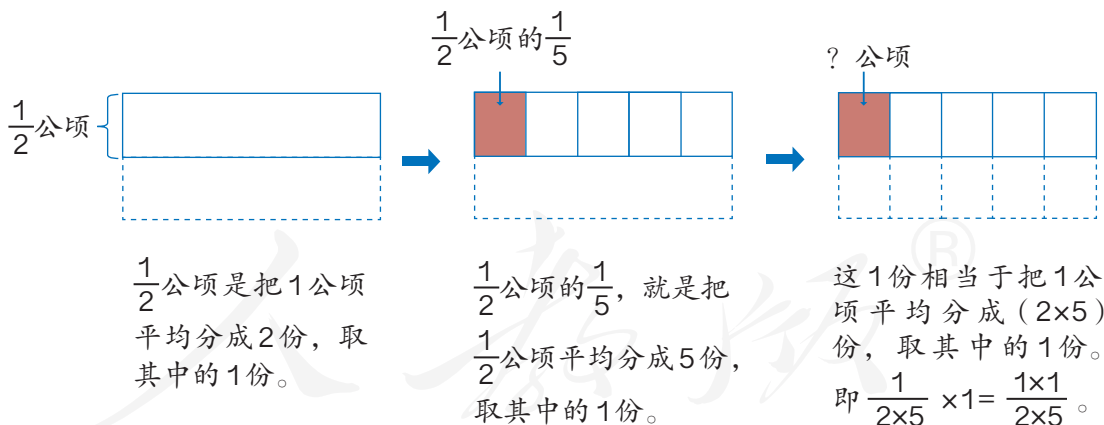 1/2公顷
1/2公顷的1/5
? 公顷
1/2公顷是把1公顷
平均分成2份，取
其中的1份。
1/2公顷的1/5，就是把
1/2公顷平均分成5份，
取其中的1份。
这1份相当于把1公
顷平均分成（2×5）
份，取其中的1份。
即 1/2×5 ×1= 1×1/2×5 。
人教版®